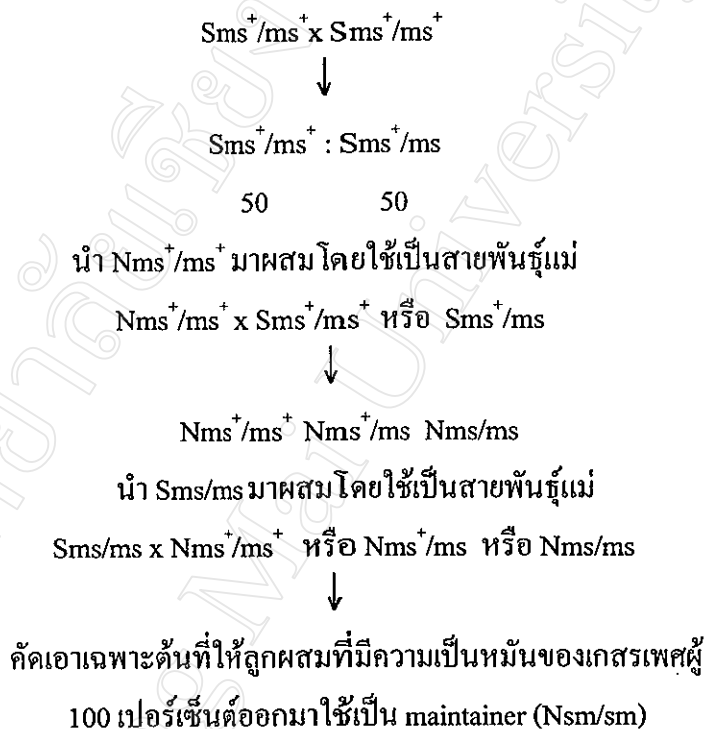 Sms⁺/ms⁺ x Sms⁺/ms⁺
↓
Sms⁺/ms⁺ : Sms⁺/ms
50 50
นำ Nms⁺/ms⁺ มาผสมโดยใช้เป็นสายพันธุ์แม่
Nms⁺/ms⁺ x Sms⁺/ms⁺ หรือ Sms⁺/ms
↓
Nms⁺/ms⁺ Nms⁺/ms Nms/ms
นำ Sms/ms มาผสมโดยใช้เป็นสายพันธุ์แม่
Sms/ms x Nms⁺/ms⁺ หรือ Nms⁺/ms หรือ Nms/ms
↓
คัดเอาเฉพาะต้นที่ให้ลูกผสมที่มีความเป็นหมันของเกสรเพศผู้
100 เปอร์เซ็นต์ออกมาใช้เป็น maintainer (Nsm/sm)